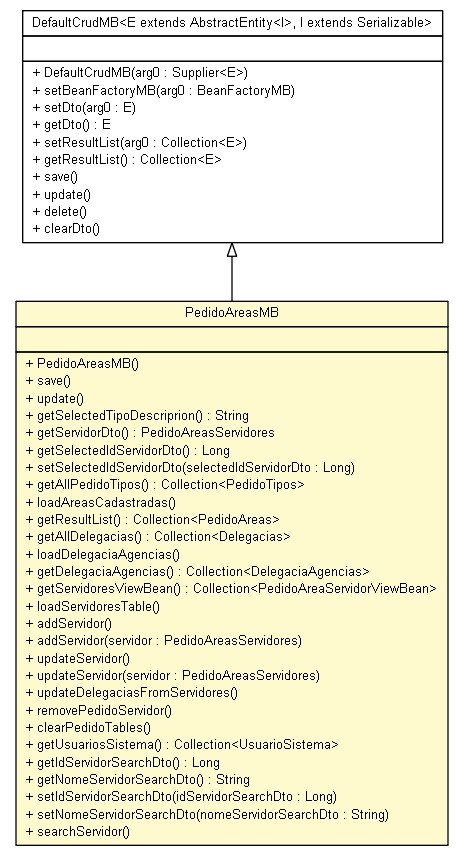 DefaultCrudMB<E extends AbstractEntity<I>, I extends Serializable>
+ DefaultCrudMB(arg0 : Supplier<E>)
+ setBeanFactoryMB(arg0 : BeanFactoryMB)
+ setDto(arg0 : E)
+ getDto() : E
+ setResultList(arg0 : Collection<E>)
+ getResultList() : Collection<E>
+ save()
+ update()
+ delete()
+ clearDto()
PedidoAreasMB
+ PedidoAreasMB()
+ save()
+ update()
+ getSelectedTipoDescriprion() : String
+ getServidorDto() : PedidoAreasServidores
+ getSelectedIdServidorDto() : Long
+ setSelectedIdServidorDto(selectedIdServidorDto : Long)
+ getAllPedidoTipos() : Collection<PedidoTipos>
+ loadAreasCadastradas()
+ getResultList() : Collection<PedidoAreas>
+ getAllDelegacias() : Collection<Delegacias>
+ loadDelegaciaAgencias()
+ getDelegaciaAgencias() : Collection<DelegaciaAgencias>
+ getServidoresViewBean() : Collection<PedidoAreaServidorViewBean>
+ loadServidoresTable()
+ addServidor()
+ addServidor(servidor : PedidoAreasServidores)
+ updateServidor()
+ updateServidor(servidor : PedidoAreasServidores)
+ updateDelegaciasFromServidores()
+ removePedidoServidor()
+ clearPedidoTables()
+ getUsuariosSistema() : Collection<UsuarioSistema>
+ getIdServidorSearchDto() : Long
+ getNomeServidorSearchDto() : String
+ setIdServidorSearchDto(idServidorSearchDto : Long)
+ setNomeServidorSearchDto(nomeServidorSearchDto : String)
+ searchServidor()